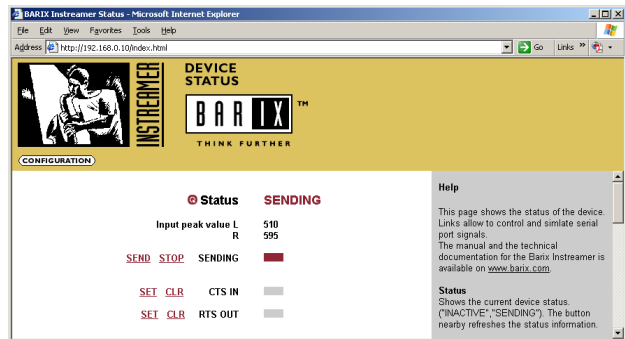 BARIX Instreamer Status - Microsoft Internet Explorer
File Edit View Favorites Tools Help
Address http://192.168.0.10/index.html Go Links »
INSTREAMER
DEVICE
STATUS
BARIX TM
THINK FURTHER
CONFIGURATION
Status SENDING
Input peak value L 510
R 595
SEND STOP SENDING
SET CLR CTS IN
SET CLR RTS OUT
Help
This page shows the status of the device.
Links allow to control and simlate serial
port signals.
The manual and the technical
documentation for the Barix Instreamer is
available on www.barix.com.
Status
Shows the current device status.
("INACTIVE","SENDING"). The button
nearby refreshes the status information.